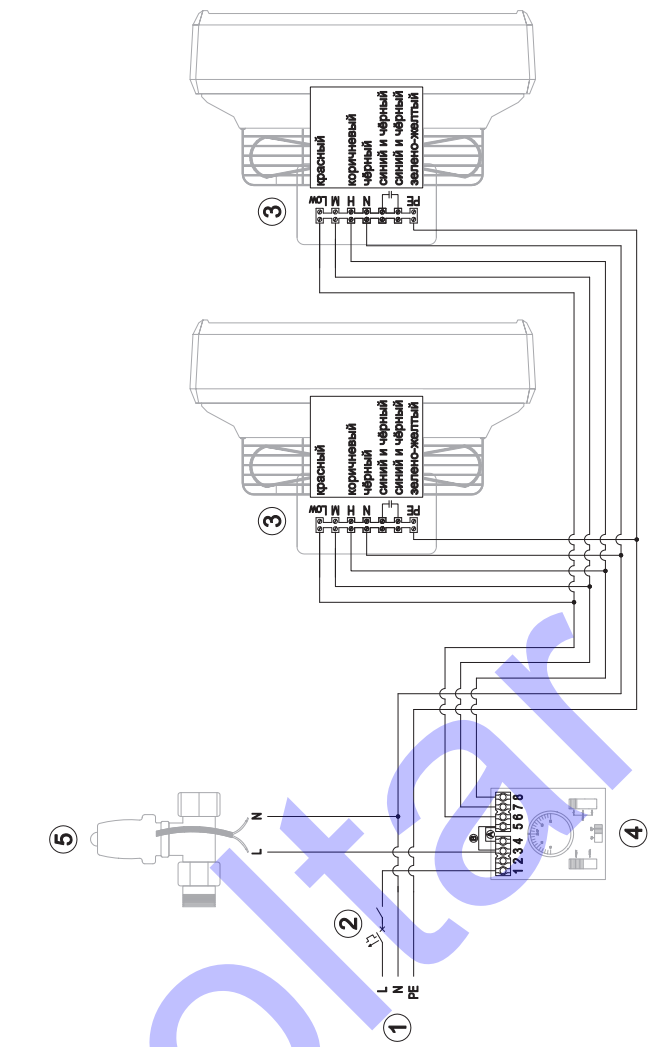 3
красный
коричневый
чёрный
синий и чёрный
синий и чёрный
зелено-желтый
Low
M
H
N
PE
3
красный
коричневый
чёрный
синий и чёрный
синий и чёрный
зелено-желтый
Low
M
H
N
PE
5
L
N
2
1
L
N
PE
B
A
1 2 3 4 5 6 7 8
4
oltar